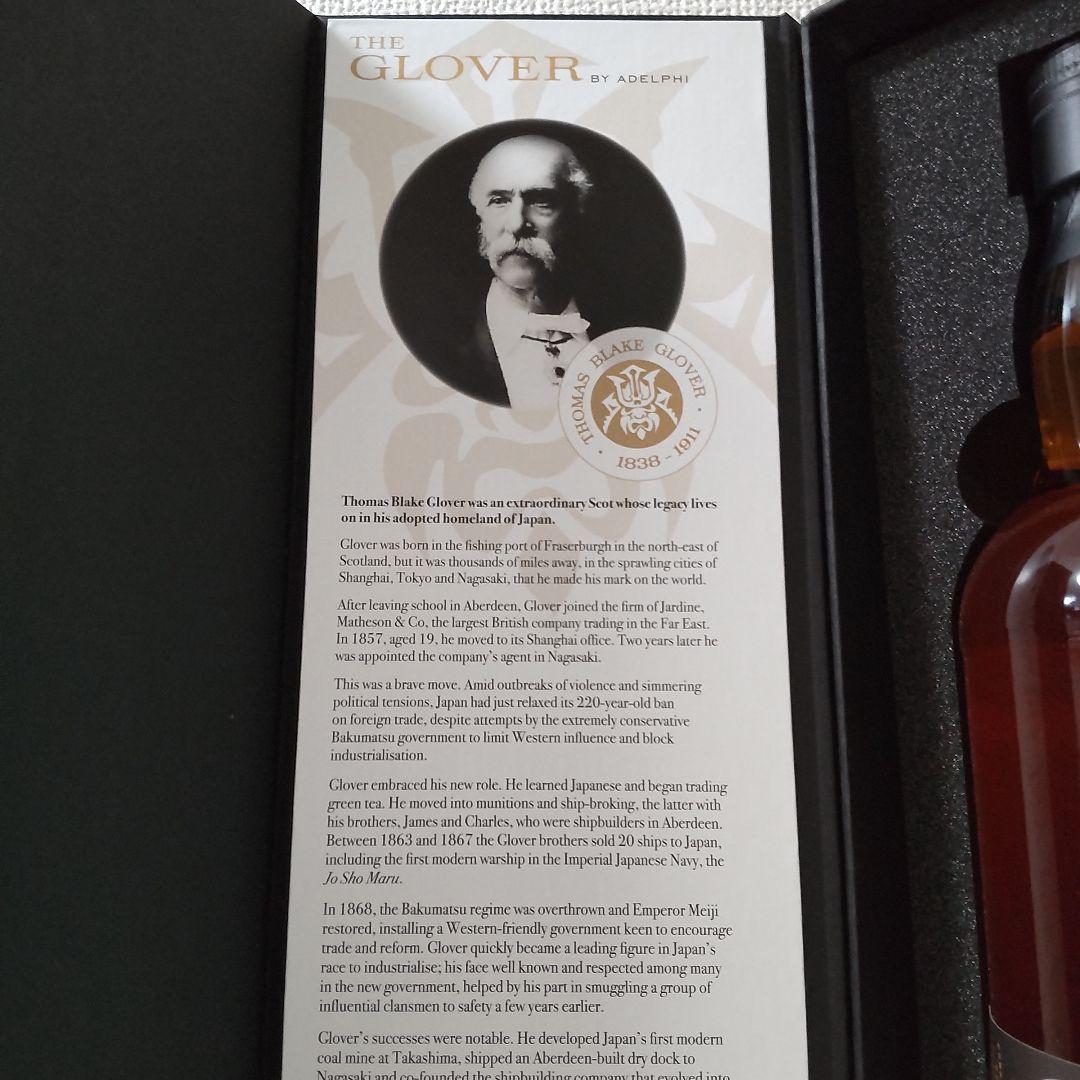 THE
GLOVER BY ADELPHI
THOMAS BLAKE GLOVER
1838 - 1911
Thomas Blake Glover was an extraordinary Scot whose legacy lives
on in his adopted homeland of Japan.
Glover was born in the fishing port of Fraserburgh in the north-east of
Scotland, but it was thousands of miles away, in the sprawling cities of
Shanghai, Tokyo and Nagasaki, that he made his mark on the world.
After leaving school in Aberdeen, Glover joined the firm of Jardine,
Matheson & Co, the largest British company trading in the Far East.
In 1857, aged 19, he moved to its Shanghai office. Two years later he
was appointed the company's agent in Nagasaki.
This was a brave move. Amid outbreaks of violence and simmering
political tensions, Japan had just relaxed its 220-year-old ban
on foreign trade, despite attempts by the extremely conservative
Bakumatsu government to limit Western influence and block
industrialisation.
Glover embraced his new role. He learned Japanese and began trading
green tea. He moved into munitions and ship-broking, the latter with
his brothers, James and Charles, who were shipbuilders in Aberdeen.
Between 1863 and 1867 the Glover brothers sold 20 ships to Japan,
including the first modern warship in the Imperial Japanese Navy, the
Jo Sho Maru.
In 1868, the Bakumatsu regime was overthrown and Emperor Meiji
restored, installing a Western-friendly government keen to encourage
trade and reform. Glover quickly became a leading figure in Japan's
race to industrialise; his face well known and respected among many
in the new government, helped by his part in smuggling a group of
influential clansmen to safety a few years earlier.
Glover's successes were notable. He developed Japan's first modern
coal mine at Takashima, shipped an Aberdeen-built dry dock to
Nagasaki and co-founded the shipbuilding company that evolved into